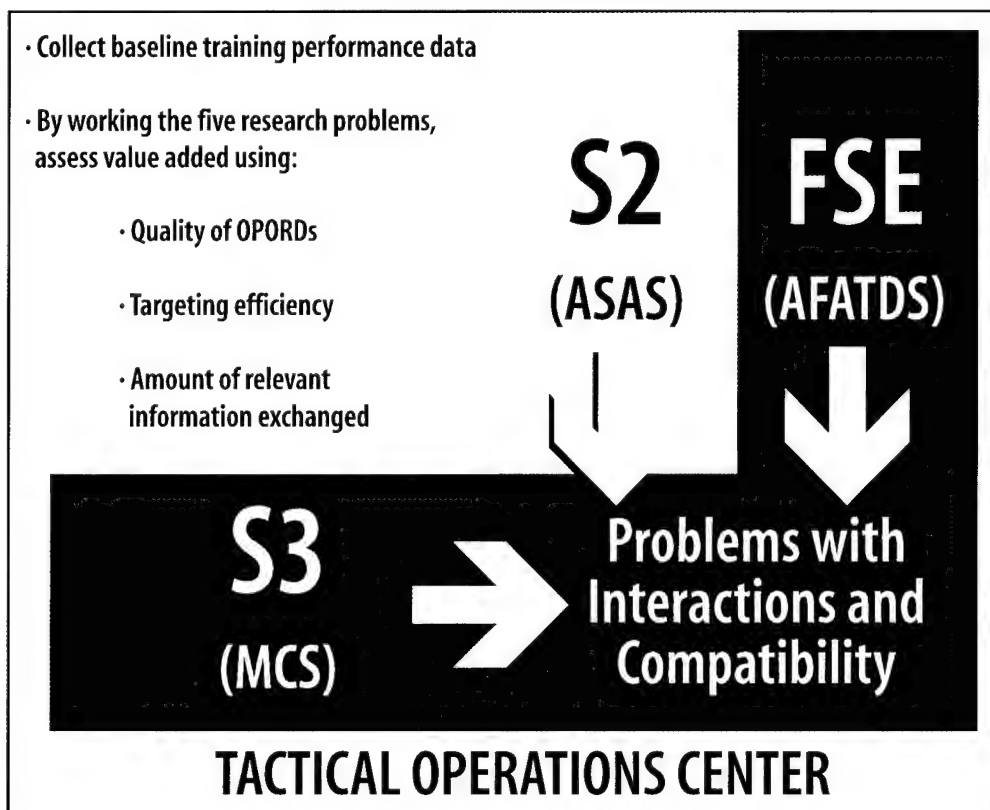 · Collect baseline training performance data
· By working the five research problems,
assess value added using:
· Quality of OPORDs
· Targeting efficiency
· Amount of relevant
information exchanged
S2
(ASAS)
FSE
(AFATDS)
S3
(MCS)
Problems with
Interactions and
Compatibility
TACTICAL OPERATIONS CENTER